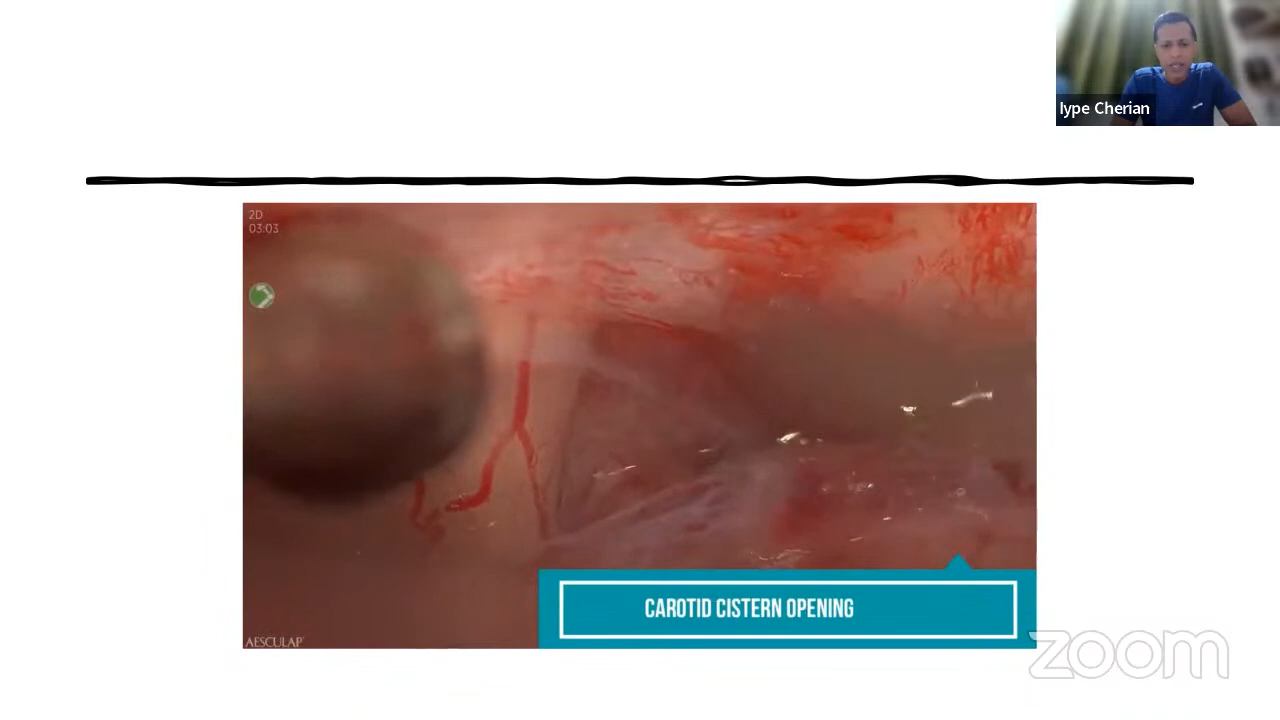 Iype Cherian
2D
03:03
AESCULAP
CAROTID CISTERN OPENING
zoom